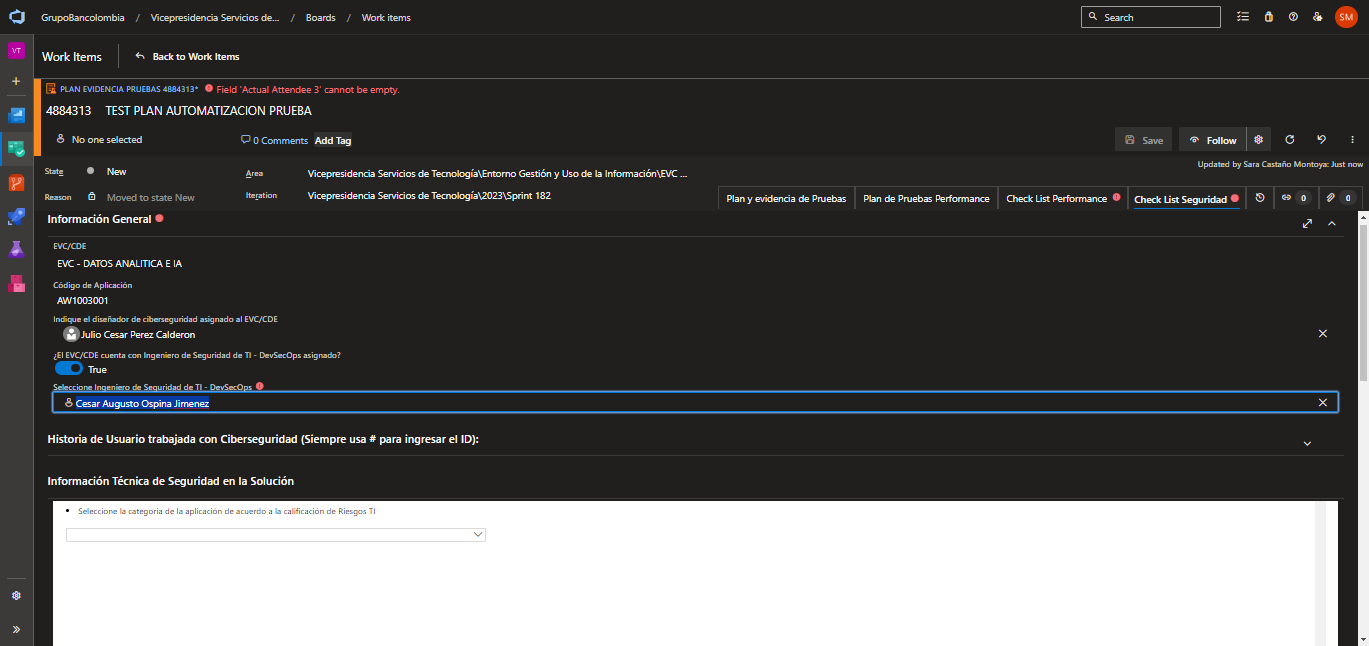 GrupoBancolombia / Vicepresidencia Servicios de... / Boards / Work items
Search
SM
VT
Work Items
Back to Work Items
PLAN EVIDENCIA PRUEBAS 4884313* Field 'Actual Attendee 3' cannot be empty.
4884313 TEST PLAN AUTOMATIZACION PRUEBA
No one selected
0 Comments
Add Tag
Save
Follow
State New
Area Vicepresidencia Servicios de Tecnología\Entorno Gestión y Uso de la Información\EVC ...
Updated by Sara Castaño Montoya: Just now
Reason Moved to state New
Iteration Vicepresidencia Servicios de Tecnología\2023\Sprint 182
Plan y evidencia de Pruebas
Plan de Pruebas Performance
Check List Performance
Check List Seguridad
0
0
Información General
EVC/CDE
EVC - DATOS ANALITICA E IA
Código de Aplicación
AW1003001
Indique el diseñador de ciberseguridad asignado al EVC/CDE
Julio Cesar Perez Calderon
¿El EVC/CDE cuenta con Ingeniero de Seguridad de TI - DevSecOps asignado?
True
Seleccione Ingeniero de Seguridad de TI - DevSecOps
Cesar Augusto Ospina Jimenez
Historia de Usuario trabajada con Ciberseguridad (Siempre usa # para ingresar el ID):
Información Técnica de Seguridad en la Solución
• Seleccione la categoria de la aplicación de acuerdo a la calificación de Riesgos TI